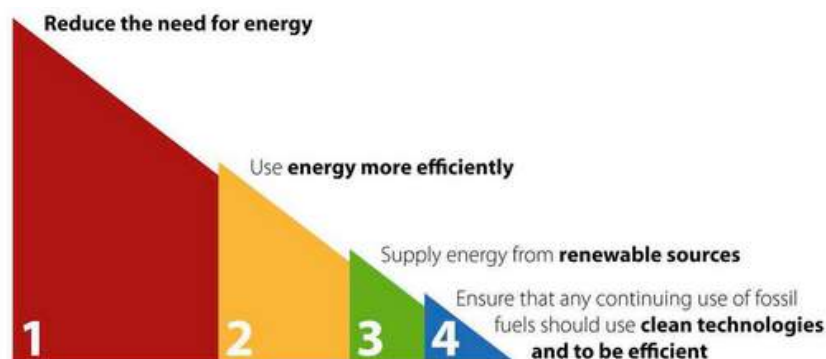 Reduce the need for energy
Use energy more efficiently
Supply energy from renewable sources
Ensure that any continuing use of fossil
fuels should use clean technologies
and to be efficient
1 2 3 4